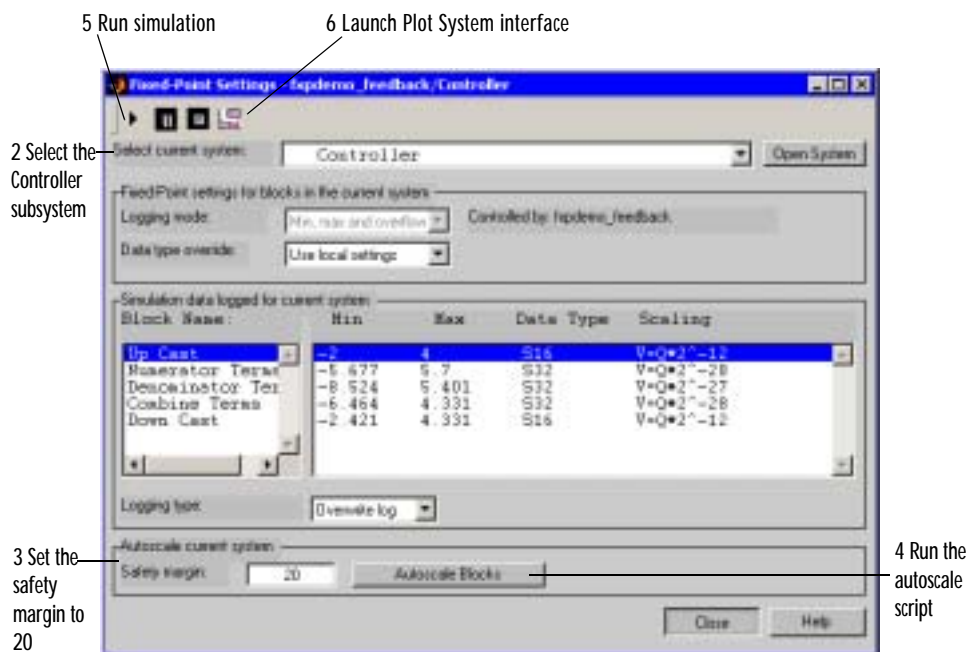 5 Run simulation
6 Launch Plot System interface
Fixed-Point Settings - fxpdemo_feedback/Controller
2 Select the
Controller
subsystem
Select current system:
Controller
Open System
Fixed-Point settings for blocks in the current system
Logging mode:
Min, max and overflow
Controlled by: fxpdemo_feedback
Data type override:
Use local settings
Simulation data logged for current system
Block Name: Min Max Data Type Scaling
Up Cast -2 4 S16 V=Q*2^-12
Numerator Terms -5.677 5.7 S32 V=Q*2^-28
Denominator Ter -8.524 5.401 S32 V=Q*2^-27
Combine Terms -6.464 4.331 S32 V=Q*2^-28
Down Cast -2.421 4.331 S16 V=Q*2^-12
Logging type:
Overwrite log
3 Set the
safety
margin to
20
Autoscale current system
Safety margin:
20
Autoscale Blocks
4 Run the
autoscale
script
Close
Help